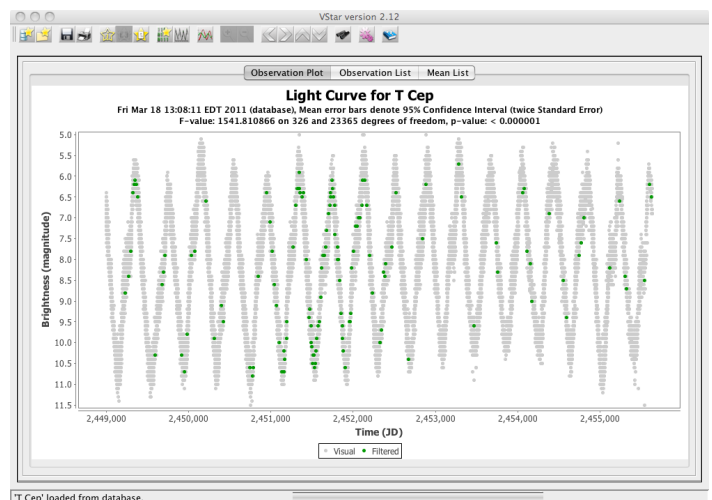 VStar version 2.12
Observation Plot Observation List Mean List
Light Curve for T Cep
Fri Mar 18 13:08:11 EDT 2011 (database), Mean error bars denote 95% Confidence Interval (twice Standard Error)
F-value: 1541.810866 on 326 and 23365 degrees of freedom, p-value: < 0.000001
Brightness (magnitude)
5.0
5.5
6.0
6.5
7.0
7.5
8.0
8.5
9.0
9.5
10.0
10.5
11.0
11.5
2,449,000 2,450,000 2,451,000 2,452,000 2,453,000 2,454,000 2,455,000
Time (JD)
Visual Filtered
'T Cep' loaded from database.